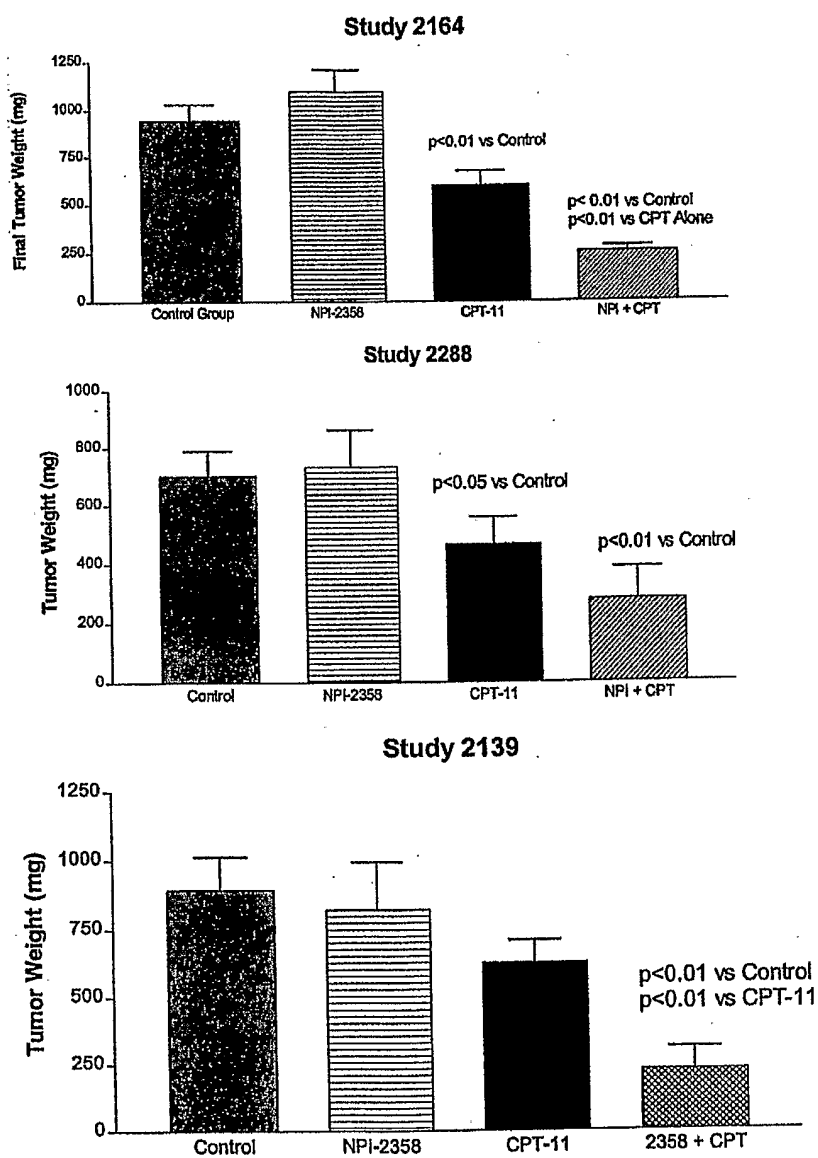 Study 2164
Final Tumor Weight (mg)
1250
1000
750
500
250
0
p<0.01 vs Control
p< 0.01 vs Control
p<0.01 vs CPT Alone
Control Group
NPI-2358
CPT-11
NPI + CPT
Study 2288
Tumor Weight (mg)
1000
800
600
400
200
0
p<0.05 vs Control
p<0.01 vs Control
Control
NPI-2358
CPT-11
NPI + CPT
Study 2139
Tumor Weight (mg)
1250
1000
750
500
250
0
p<0.01 vs Control
p<0.01 vs CPT-11
Control
NPI-2358
CPT-11
2358 + CPT